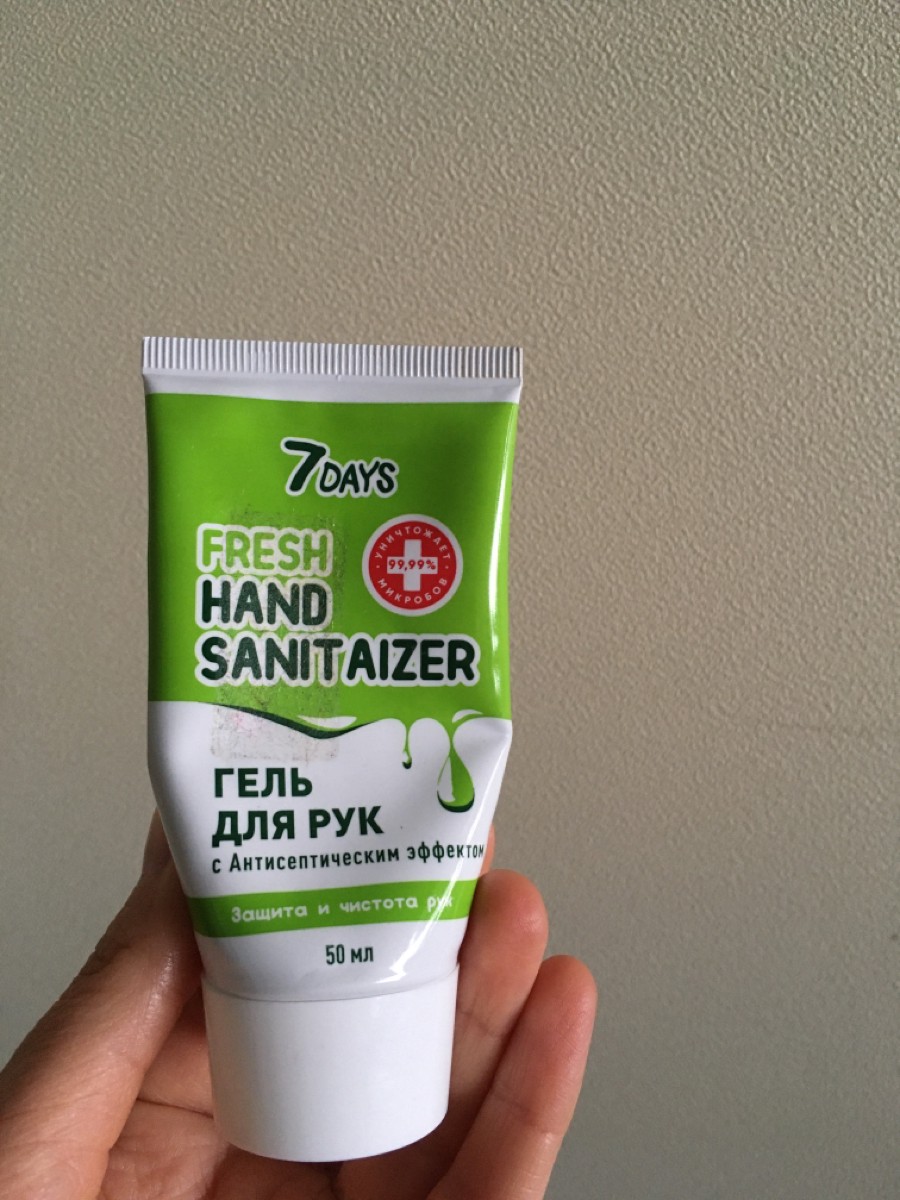 7DAYS
FRESH
HAND
SANITAIZER
УНИЧТОЖАЕТ
99,99%
МИКРОБОВ
ГЕЛЬ
ДЛЯ РУК
с Антисептическим эффектом
Защита и чистота рук
50 мл